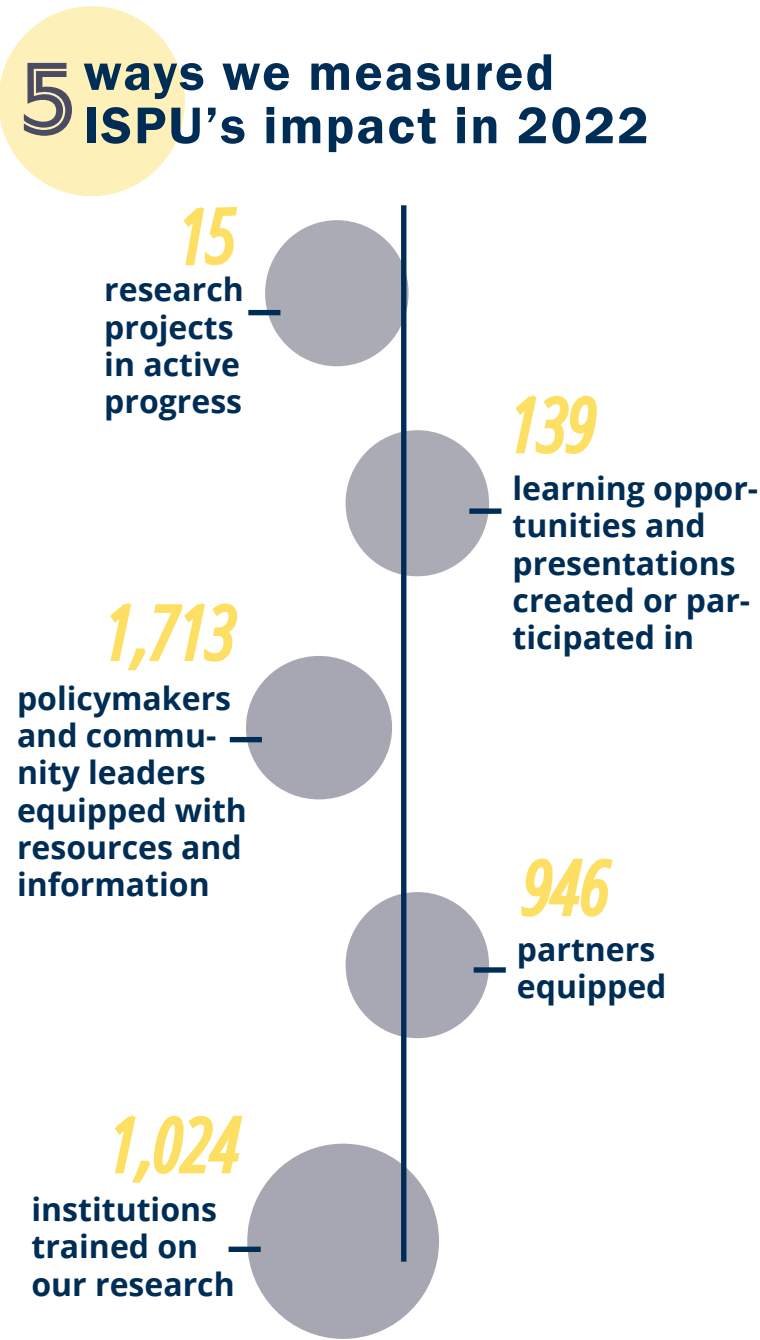 5 ways we measured
ISPU’s impact in 2022
15
research
projects
in active
progress
139
learning oppor-
tunities and
presentations
created or par-
ticipated in
1,713
policymakers
and commu-
nity leaders
equipped with
resources and
information
946
partners
equipped
1,024
institutions
trained on
our research